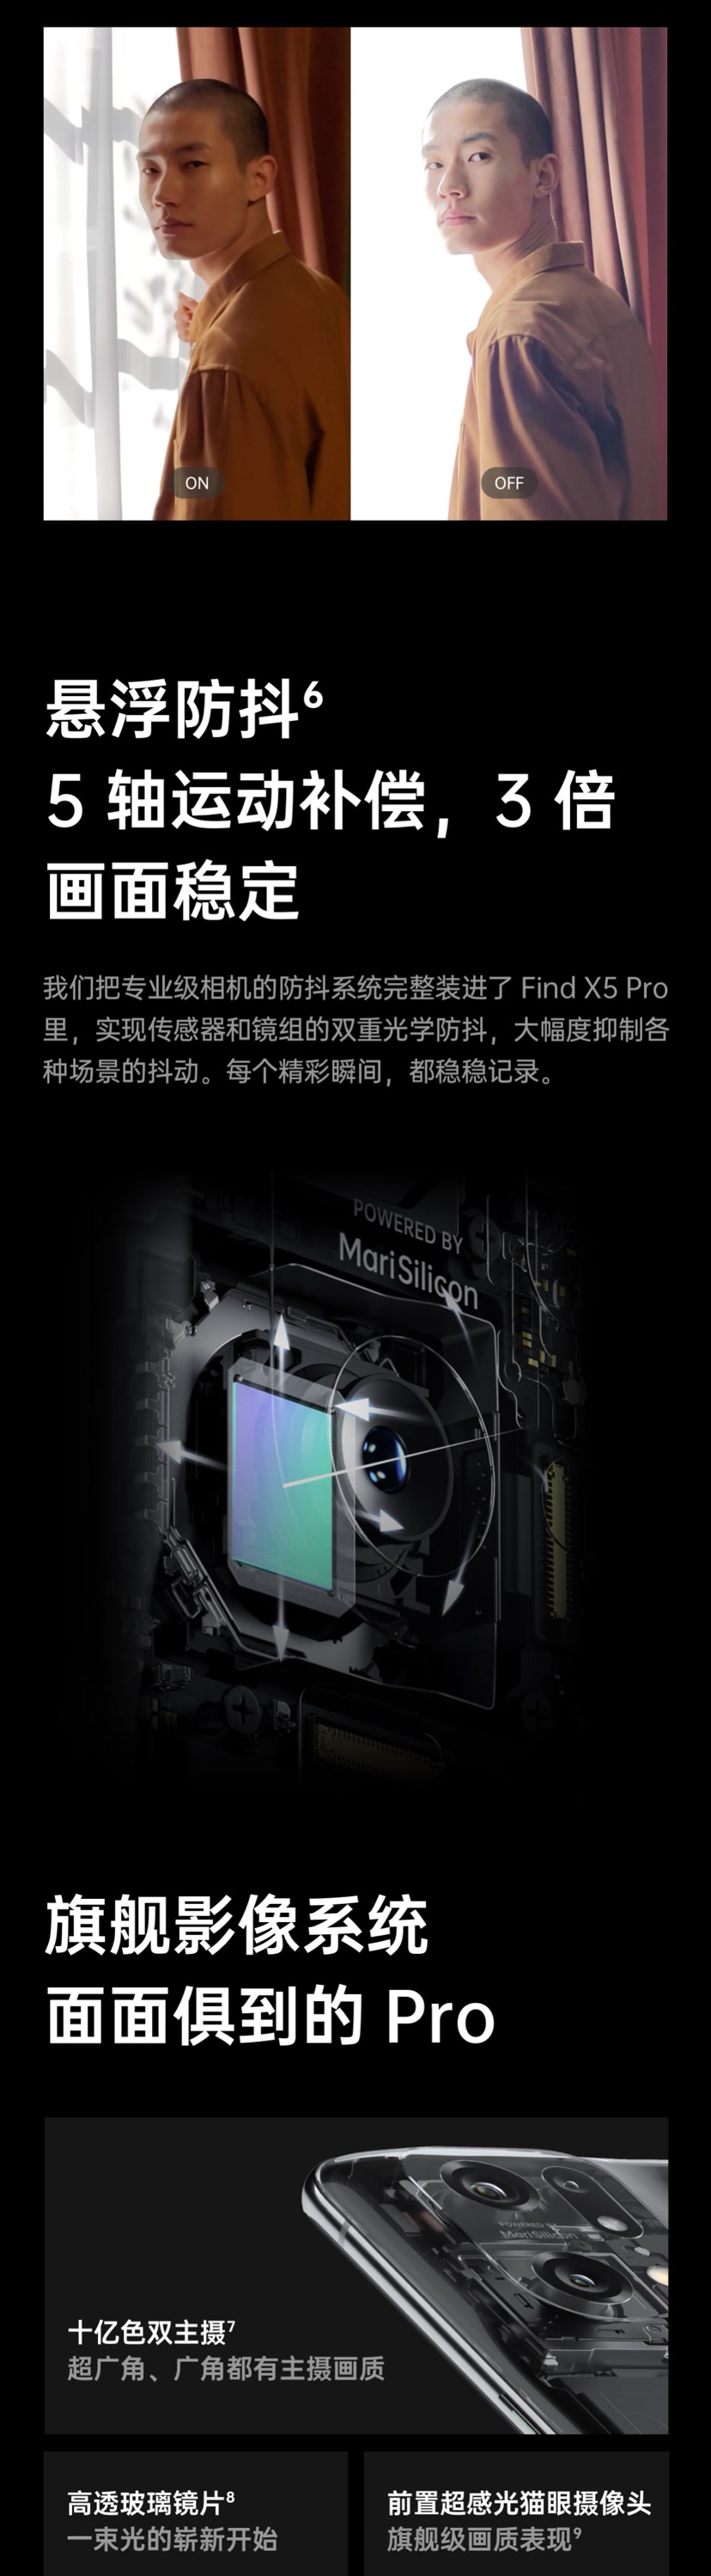 ON
OFF
悬浮防抖⁶
5 轴运动补偿，3 倍
画面稳定
我们把专业级相机的防抖系统完整装进了 Find X5 Pro
里，实现传感器和镜组的双重光学防抖，大幅度抑制各
种场景的抖动。每个精彩瞬间，都稳稳记录。
POWERED BY
MariSilicon
旗舰影像系统
面面俱到的 Pro
POWERED BY
MariSilicon
十亿色双主摄⁷
超广角、广角都有主摄画质
高透玻璃镜片⁸
一束光的崭新开始
前置超感光猫眼摄像头
旗舰级画质表现⁹